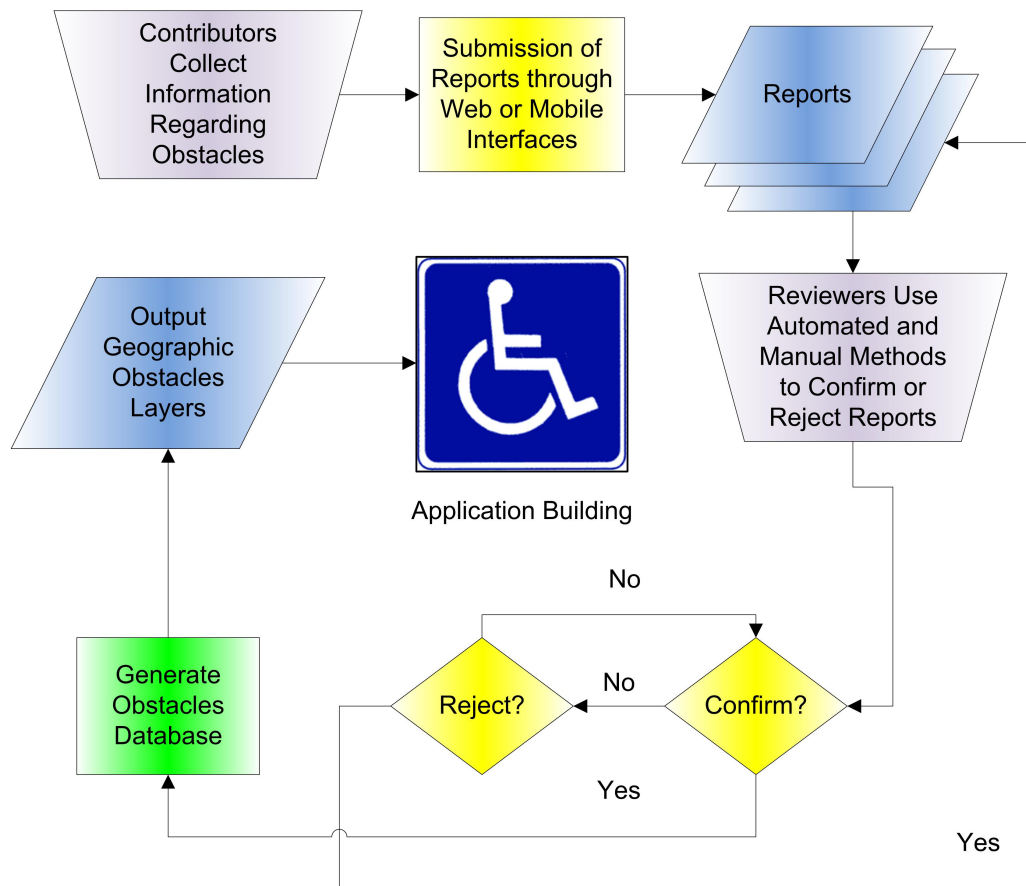 Contributors
Collect
Information
Regarding
Obstacles
Submission of
Reports through
Web or Mobile
Interfaces
Reports
Reviewers Use
Automated and
Manual Methods
to Confirm or
Reject Reports
Output
Geographic
Obstacles
Layers
Application Building
No
Generate
Obstacles
Database
Reject?
No
Confirm?
Yes
Yes